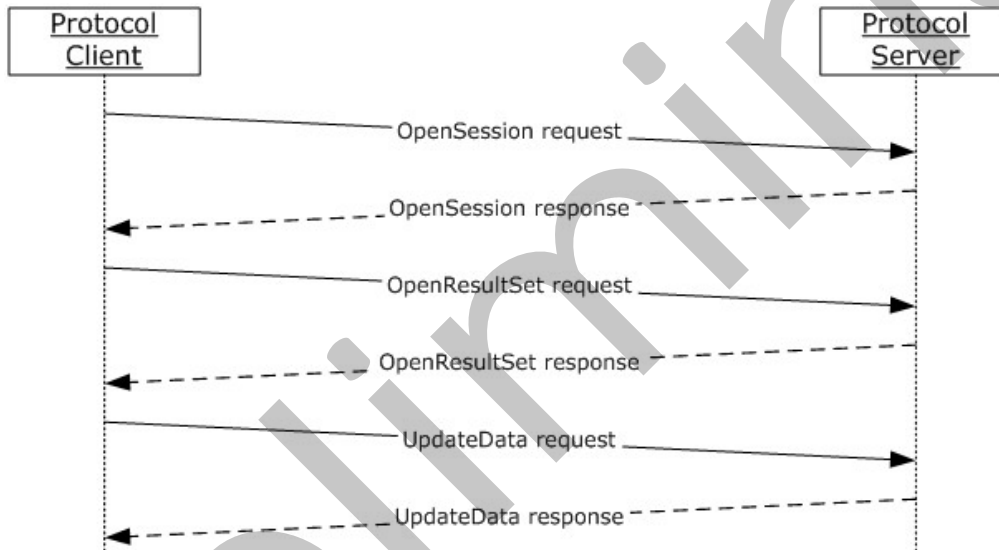 Protocol
Client
Protocol
Server
OpenSession request
OpenSession response
OpenResultSet request
OpenResultSet response
UpdateData request
UpdateData response